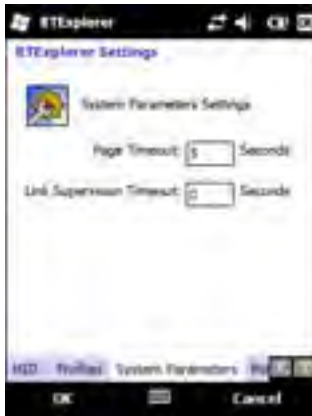 BTExplorer
BTExplorer Settings
System Parameters Settings
Page Timeout: 5 Seconds
Link Supervision Timeout: 0 Seconds
HID Profiles System Parameters
OK Cancel